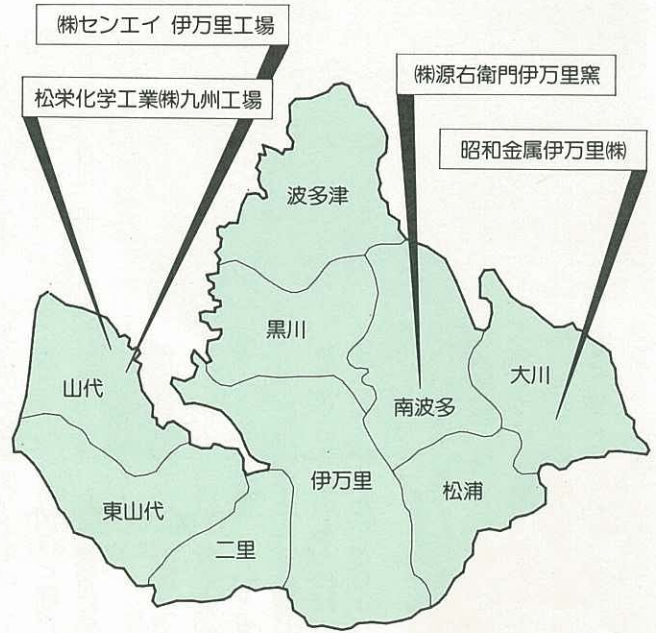 ㈱センエイ 伊万里工場
松栄化学工業㈱九州工場
㈱源右衛門伊万里窯
昭和金属伊万里㈱
波多津
黒川
山代
南波多
大川
伊万里
松浦
東山代
二里